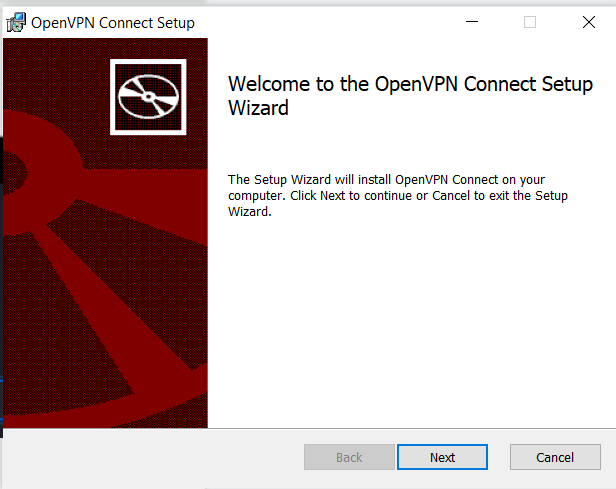 OpenVPN Connect Setup
Welcome to the OpenVPN Connect Setup
Wizard
The Setup Wizard will install OpenVPN Connect on your
computer. Click Next to continue or Cancel to exit the Setup
Wizard.
Back
Next
Cancel